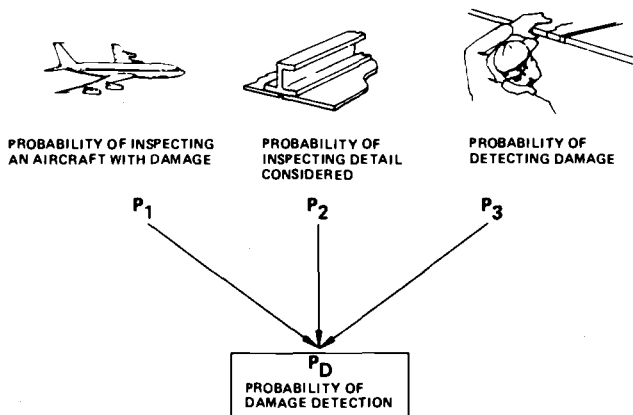 PROBABILITY OF INSPECTING
AN AIRCRAFT WITH DAMAGE
PROBABILITY OF
INSPECTING DETAIL
CONSIDERED
PROBABILITY OF
DETECTING DAMAGE
P1
P2
P3
PD
PROBABILITY OF
DAMAGE DETECTION